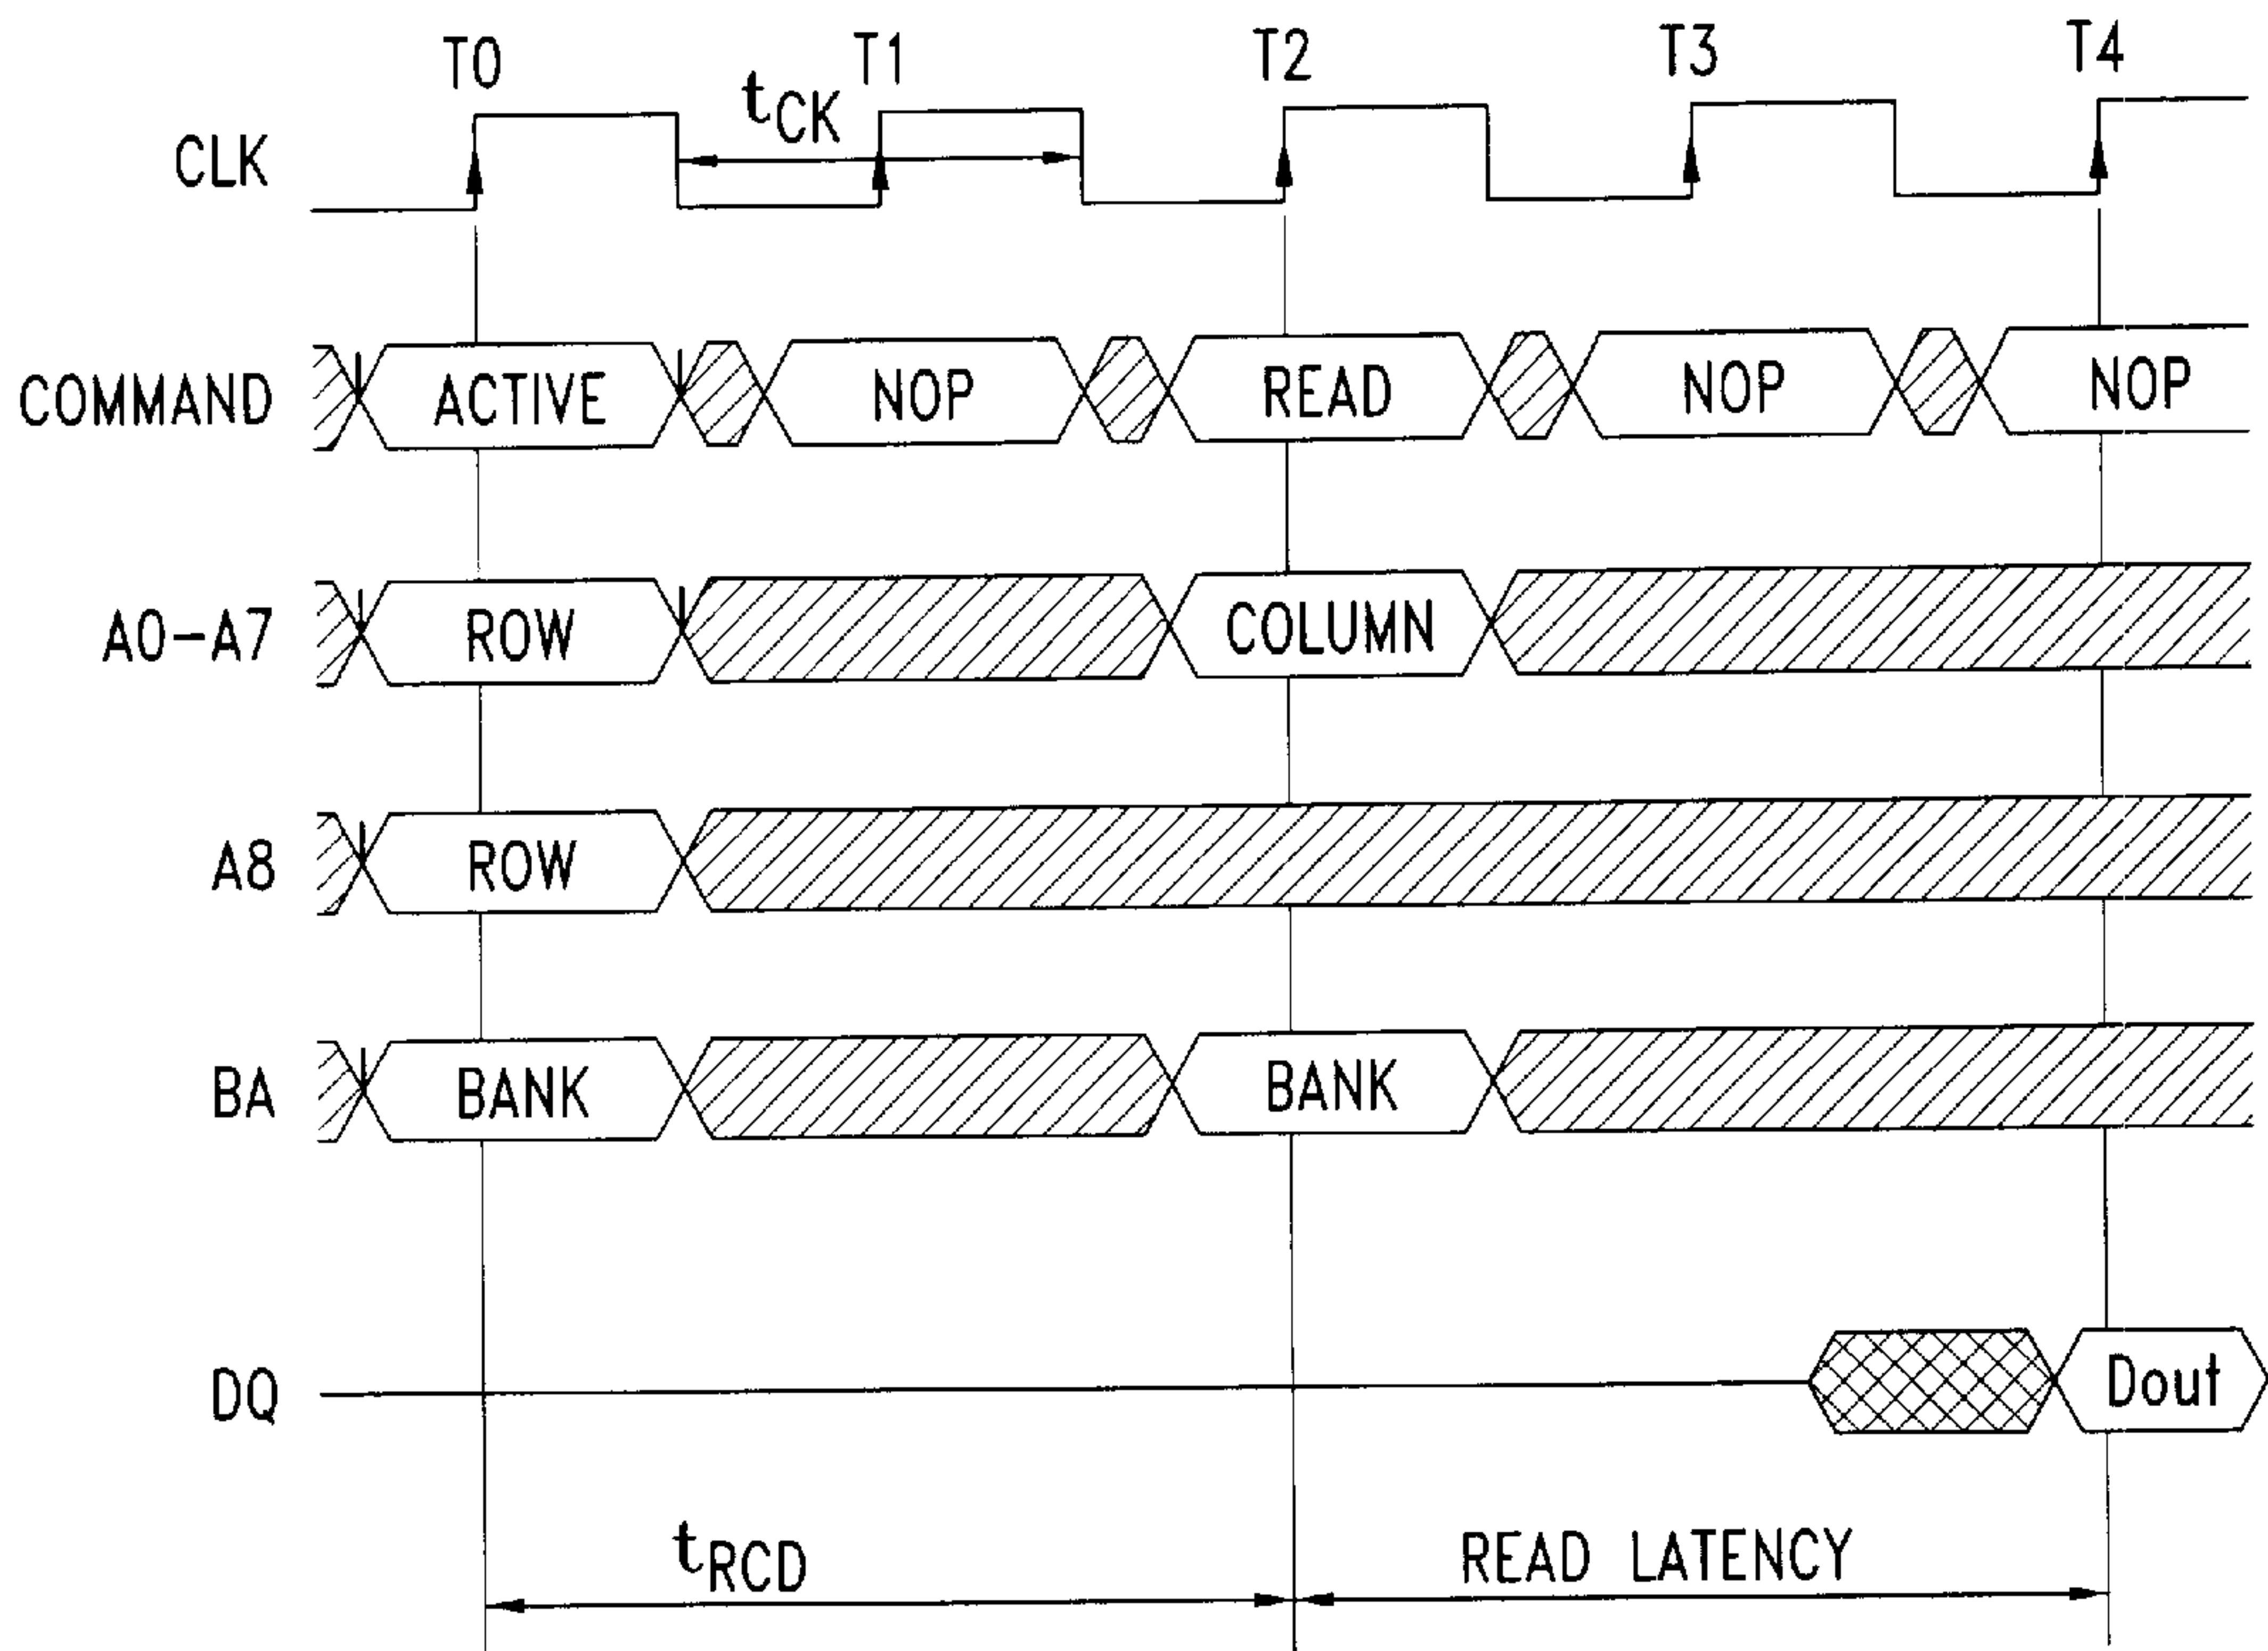 T0 T1 T2 T3 T4
tCK
CLK
COMMAND ACTIVE NOP READ NOP NOP
A0-A7 ROW COLUMN
A8 ROW
BA BANK BANK
DQ Dout
tRCD READ LATENCY